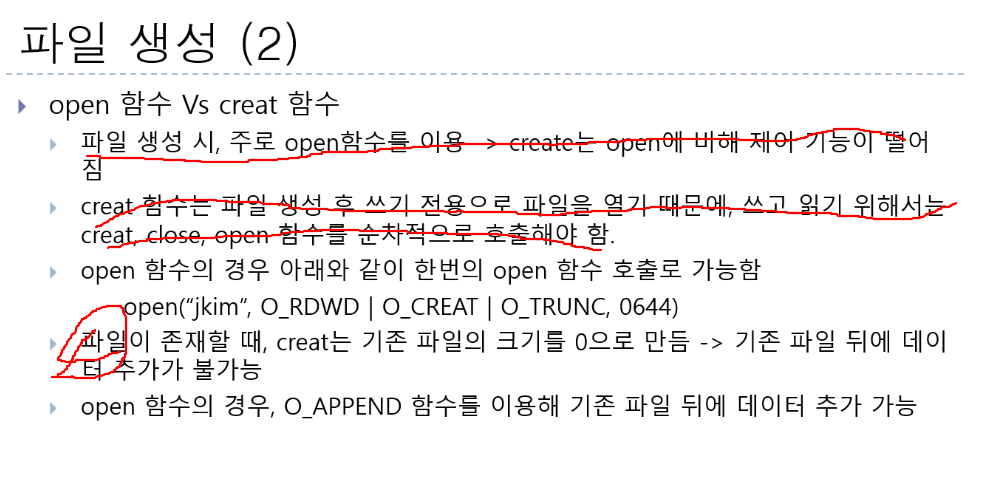 파일 생성 (2)
open 함수 Vs creat 함수
파일 생성 시, 주로 open함수를 이용 -> create는 open에 비해 제어 기능이 떨어
짐
creat 함수는 파일 생성 후 쓰기 전용으로 파일을 열기 때문에, 쓰고 읽기 위해서는
creat, close, open 함수를 순차적으로 호출해야 함.
open 함수의 경우 아래와 같이 한번의 open 함수 호출로 가능함
open(“jkim“, O_RDWD | O_CREAT | O_TRUNC, 0644)
파일이 존재할 때, creat는 기존 파일의 크기를 0으로 만듬 -> 기존 파일 뒤에 데이
터 추가가 불가능
open 함수의 경우, O_APPEND 함수를 이용해 기존 파일 뒤에 데이터 추가 가능